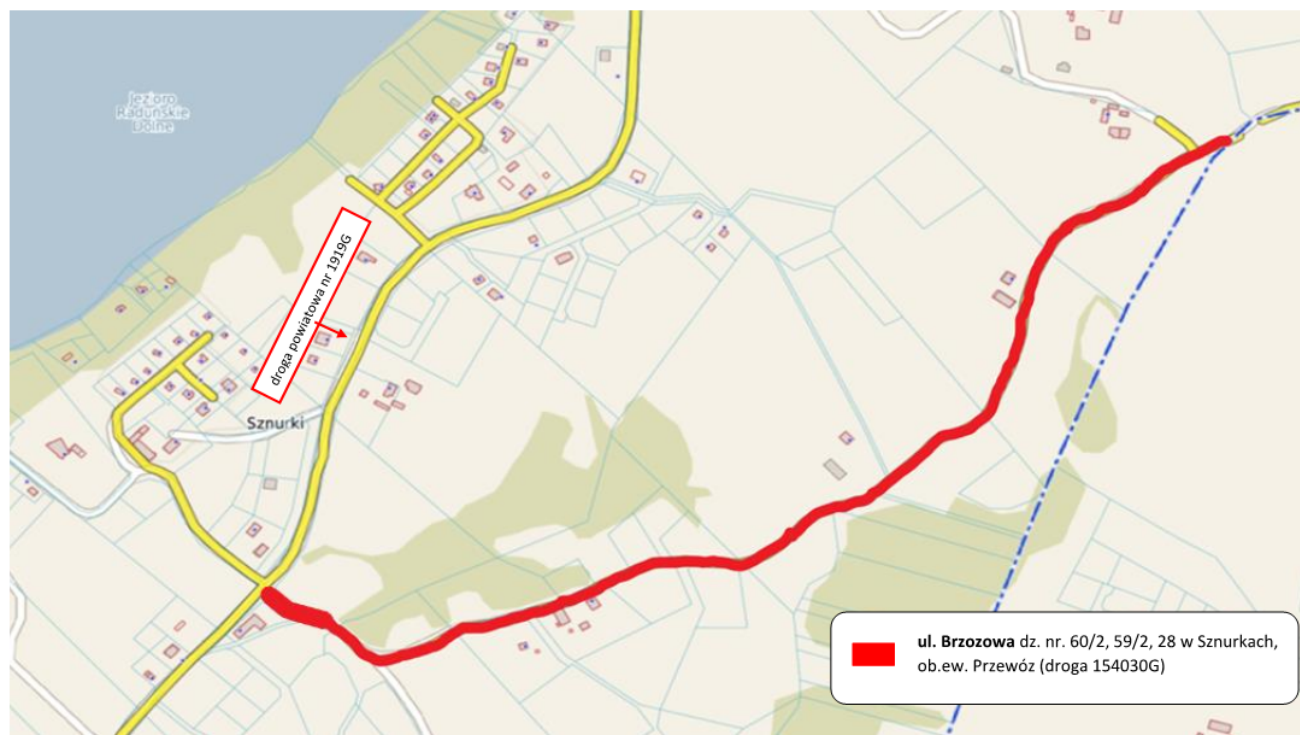 Jezioro
Raduńskie
Dolne
droga powiatowa nr 1919G
Sznurki
ul. Brzozowa dz. nr. 60/2, 59/2, 28 w Sznurkach,
ob.ew. Przewóz (droga 154030G)